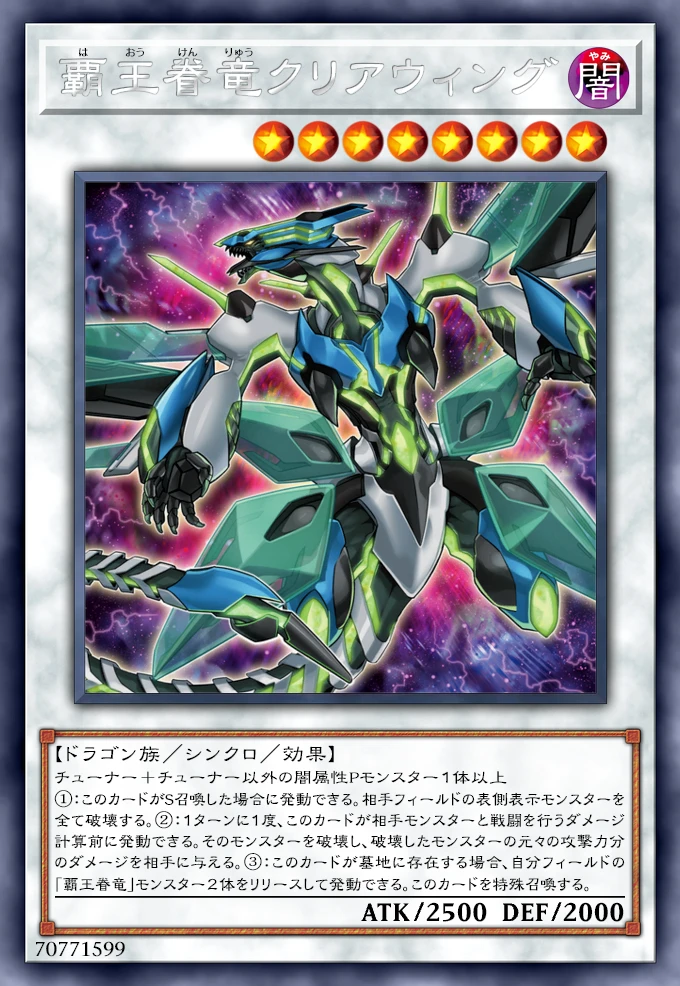 は おう けん りゅう
覇王眷竜クリアウィング
やみ
闇
【ドラゴン族／シンクロ／効果】
チューナー＋チューナー以外の闇属性Pモンスター1体以上
①：このカードがS召喚した場合に発動できる。相手フィールドの表側表示モンスターを
全て破壊する。②：1ターンに1度、このカードが相手モンスターと戦闘を行うダメージ
計算前に発動できる。そのモンスターを破壊し、破壊したモンスターの元々の攻撃力分
のダメージを相手に与える。③：このカードが墓地に存在する場合、自分フィールドの
「覇王眷竜」モンスター2体をリリースして発動できる。このカードを特殊召喚する。
ATK/2500 DEF/2000
70771599